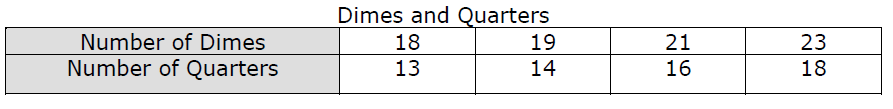 Dimes and Quarters
Number of Dimes 18 19 21 23
Number of Quarters 13 14 16 18